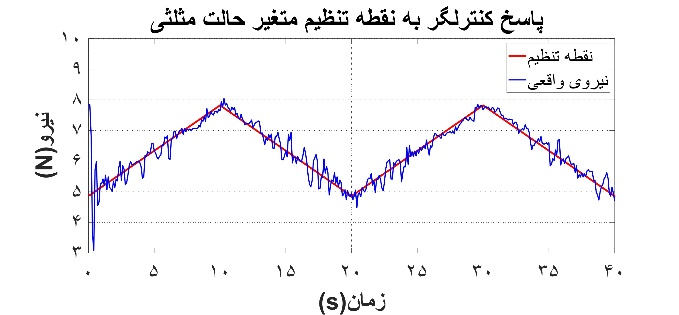 پاسخ کنترلگر به نقطه تنظیم متغیر حالت مثلثی
نقطه تنظیم
نیروی واقعی
نیرو(N)
۱۰
۹
۸
۷
۶
۵
۴
۳
۰ ۵ ۱۰ ۱۵ ۲۰ ۲۵ ۳۰ ۳۵ ۴۰
زمان(s)